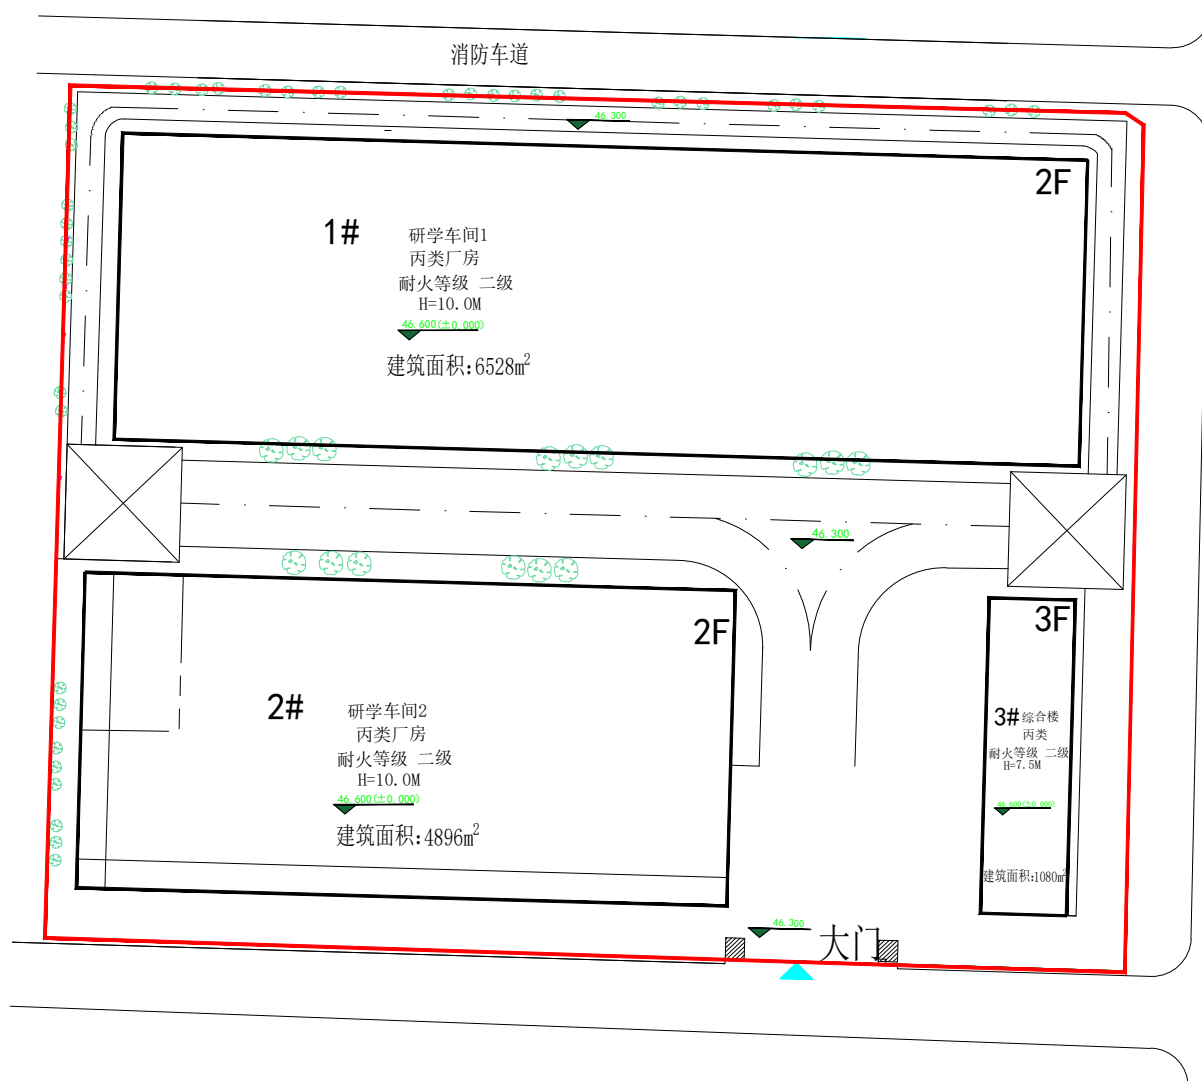 消防车道
46.300
2F
1#
研学车间1
丙类厂房
耐火等级 二级
H=10.0M
46.600(±0.000)
建筑面积:6528m²
46.300
2F
3F
2#
研学车间2
丙类厂房
耐火等级 二级
H=10.0M
46.600(±0.000)
建筑面积:4896m²
3# 综合楼
丙类
耐火等级 二级
H=7.5M
46.600(±0.000)
建筑面积:1080m²
46.300
大门